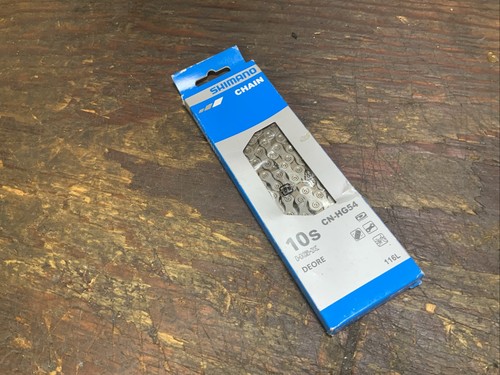 SHIMANO
CHAIN
10s
CN-HG54
DEORE
116L